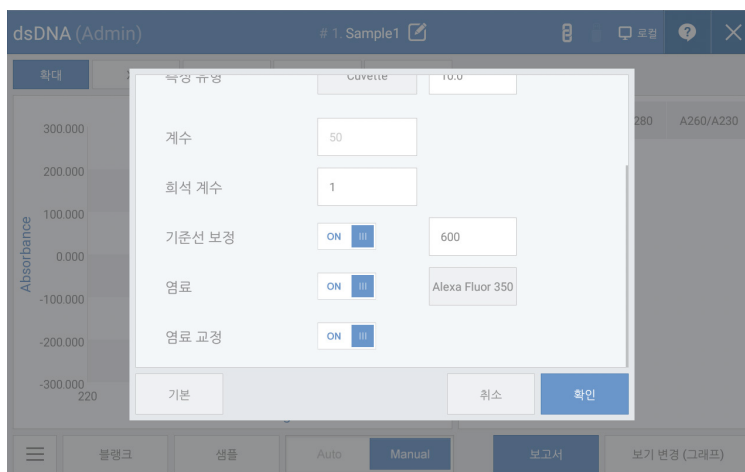 dsDNA (Admin)
# 1. Sample1
로컬
?
확대
280
A260/A230
측정 유형
Cuvette
10.0
계수
50
희석 계수
1
기준선 보정
ON
600
염료
ON
Alexa Fluor 350
염료 교정
ON
기본
취소
확인
Absorbance
300.000
200.000
100.000
0.000
-100.000
-200.000
-300.000
220
블랭크
샘플
Auto
Manual
보고서
보기 변경 (그래프)